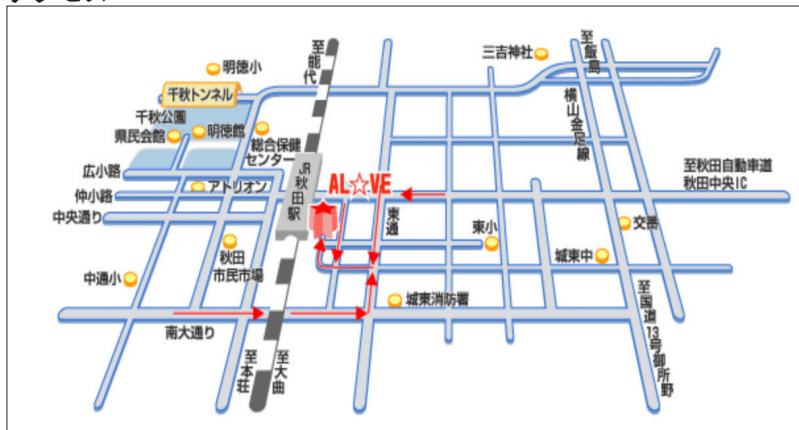 至能代
至飯島
三吉神社
明徳小
千秋トンネル
千秋公園
県民会館
明徳館
総合保健
センター
横山金足線
広小路
JR秋田駅
AL☆VE
至秋田自動車道
秋田中央IC
仲小路
アトリオン
中央通り
東通
東小
交番
秋田
市民市場
城東中
中通小
城東消防署
至国道13号御所野
南大通り
至本荘
至大曲